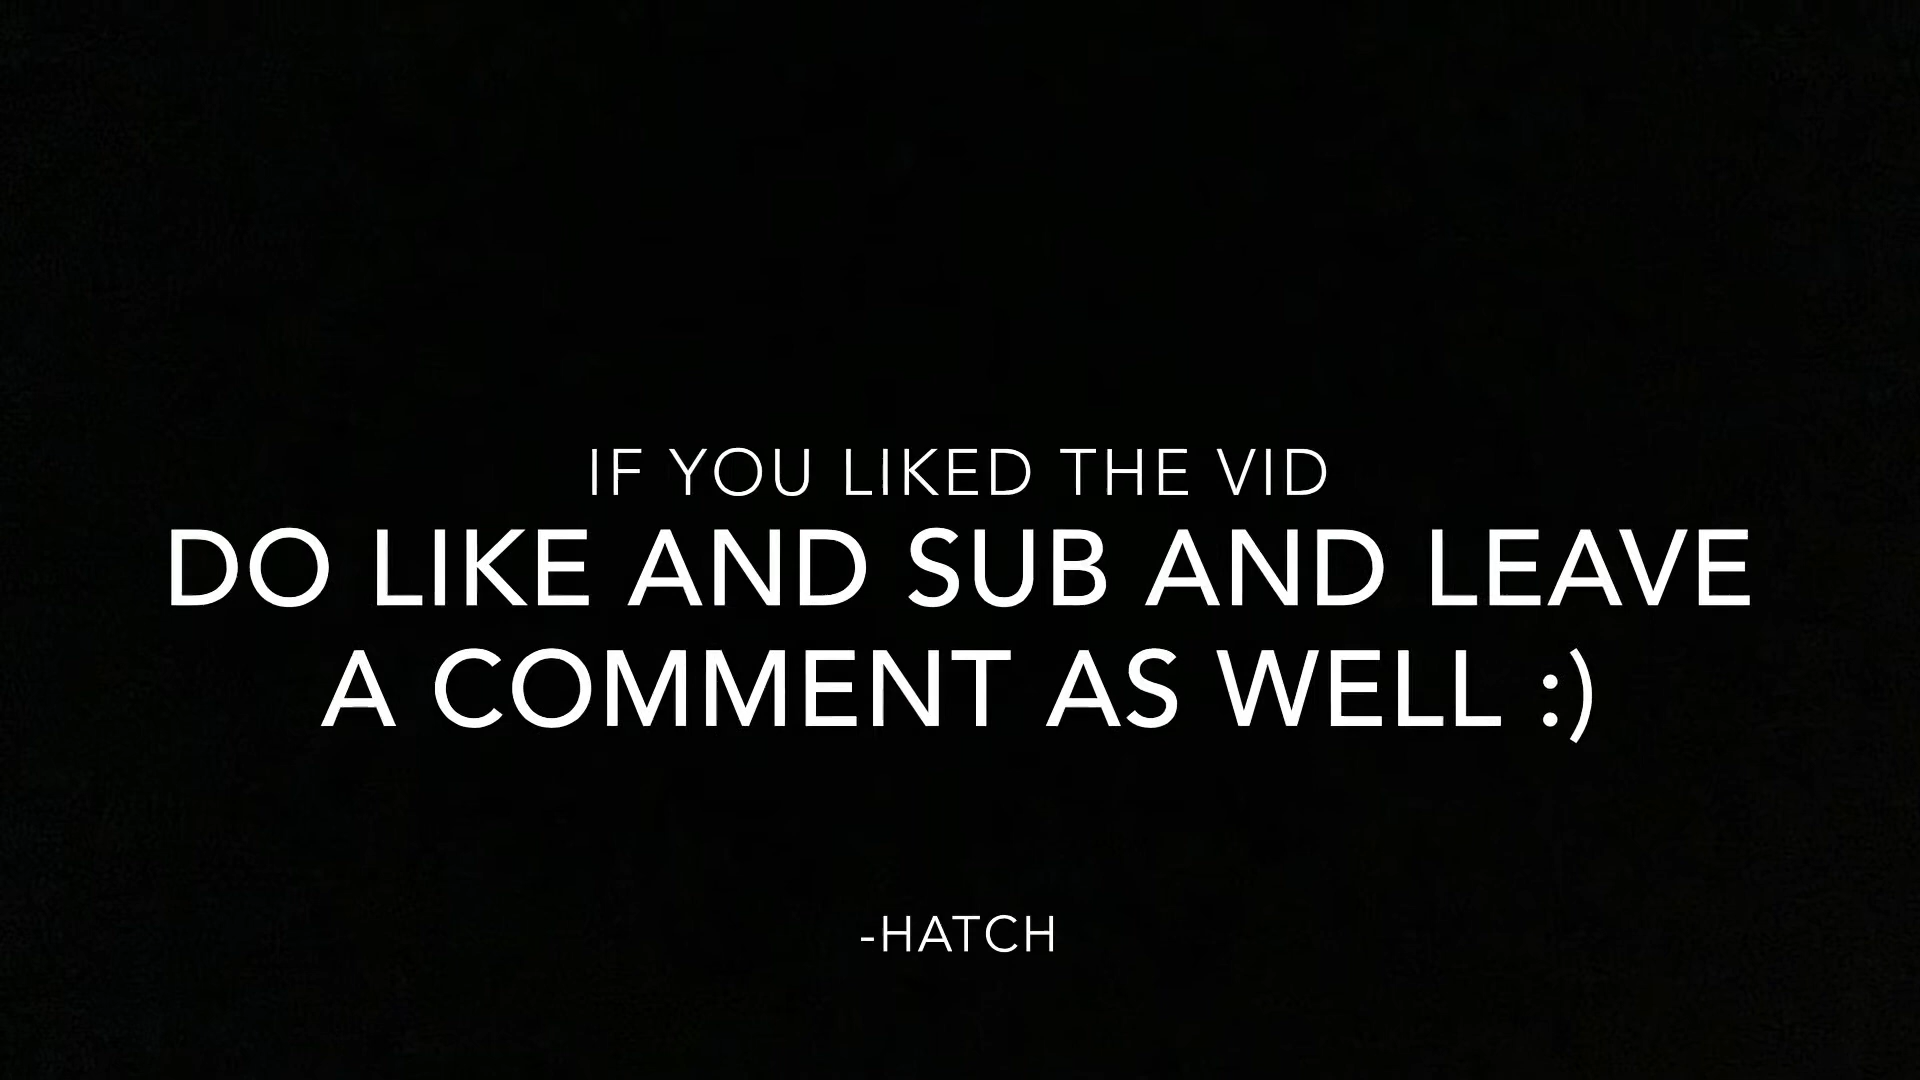 IF YOU LIKED THE VID
DO LIKE AND SUB AND LEAVE
A COMMENT AS WELL :)
-HATCH